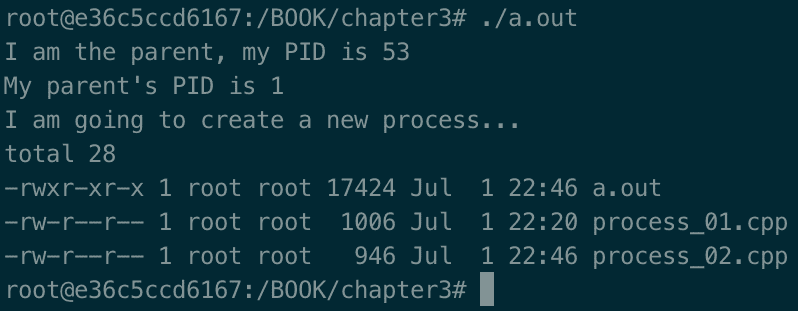 root@e36c5ccd6167:/BOOK/chapter3# ./a.out
I am the parent, my PID is 53
My parent's PID is 1
I am going to create a new process...
total 28
-rwxr-xr-x 1 root root 17424 Jul  1 22:46 a.out
-rw-r--r-- 1 root root  1006 Jul  1 22:20 process_01.cpp
-rw-r--r-- 1 root root   946 Jul  1 22:46 process_02.cpp
root@e36c5ccd6167:/BOOK/chapter3#